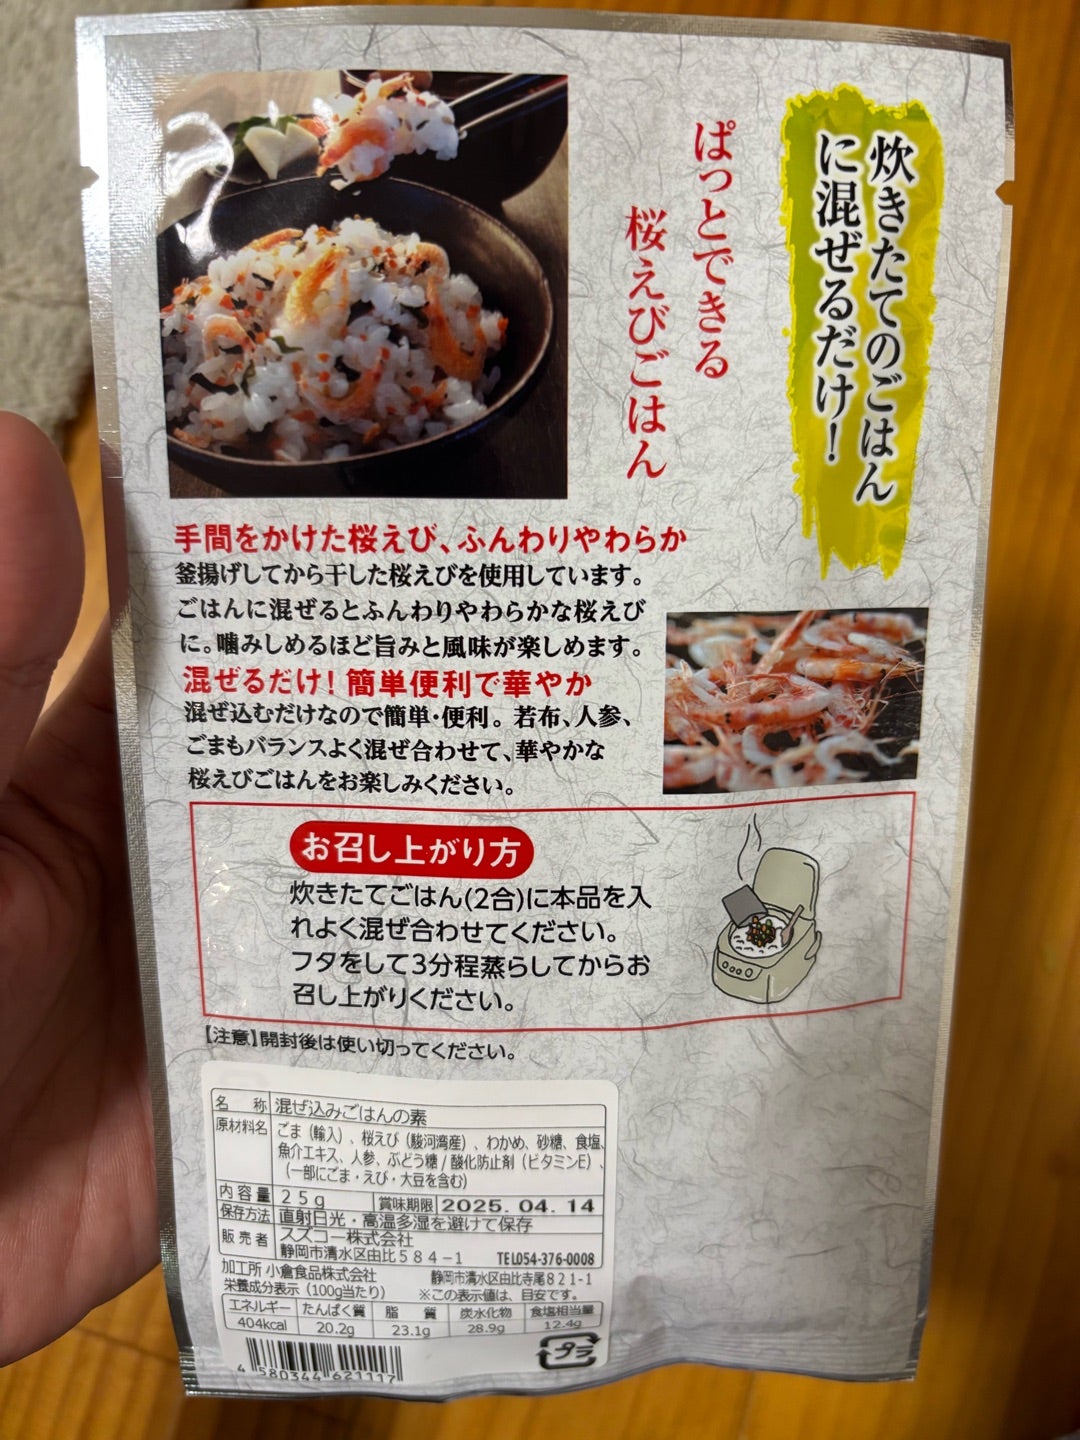 炊きたてのごはん
に混ぜるだけ！
ぱっとできる
桜えびごはん
手間をかけた桜えび、ふんわりやわらか
釜揚げしてから干した桜えびを使用しています。
ごはんに混ぜるとふんわりやわらかな桜えび
に。噛みしめるほど旨みと風味が楽しめます。
混ぜるだけ！簡単便利で華やか
混ぜ込むだけなので簡単・便利。若布、人参、
ごまもバランスよく混ぜ合わせて、華やかな
桜えびごはんをお楽しみください。
お召し上がり方
炊きたてごはん(2合)に本品を入
れよく混ぜ合わせてください。
フタをして3分程蒸らしてからお
召し上がりください。
【注意】開封後は使い切ってください。
名 称 混ぜ込みごはんの素
原材料名 ごま（輸入）、桜えび（駿河湾産）、わかめ、砂糖、食塩、
魚介エキス、人参、ぶどう糖/酸化防止剤（ビタミンE）、
（一部にごま・えび・大豆を含む）
内容量 25g 賞味期限 2025.04.14
保存方法 直射日光・高温多湿を避けて保存
販売者 スズコー株式会社
静岡市清水区由比584-1 TEL054-376-0008
加工所 小倉食品株式会社 静岡市清水区由比寺尾821-1
栄養成分表示（100g当たり） ※この表示値は、目安です。
エネルギー たんぱく質 脂 質 炭水化物 食塩相当量
404kcal 20.2g 23.1g 28.9g 12.4g
4 580344 621117
プラ